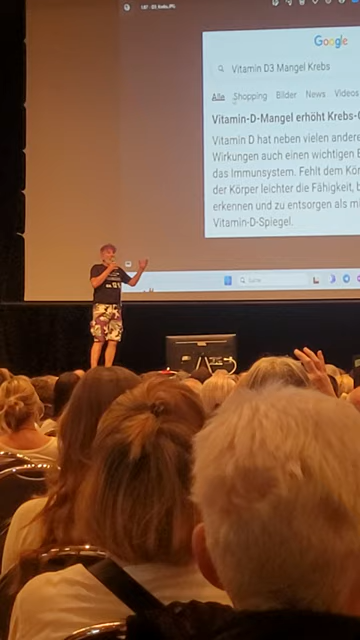 Google
Vitamin D3 Mangel Krebs
Alle Shopping Bilder News Videos
Vitamin-D-Mangel erhöht Krebs-
Vitamin D hat neben vielen andere
Wirkungen auch einen wichtigen
das Immunsystem. Fehlt dem Kör
der Körper leichter die Fähigkeit,
erkennen und zu entsorgen als mi
Vitamin-D-Spiegel.
Suche